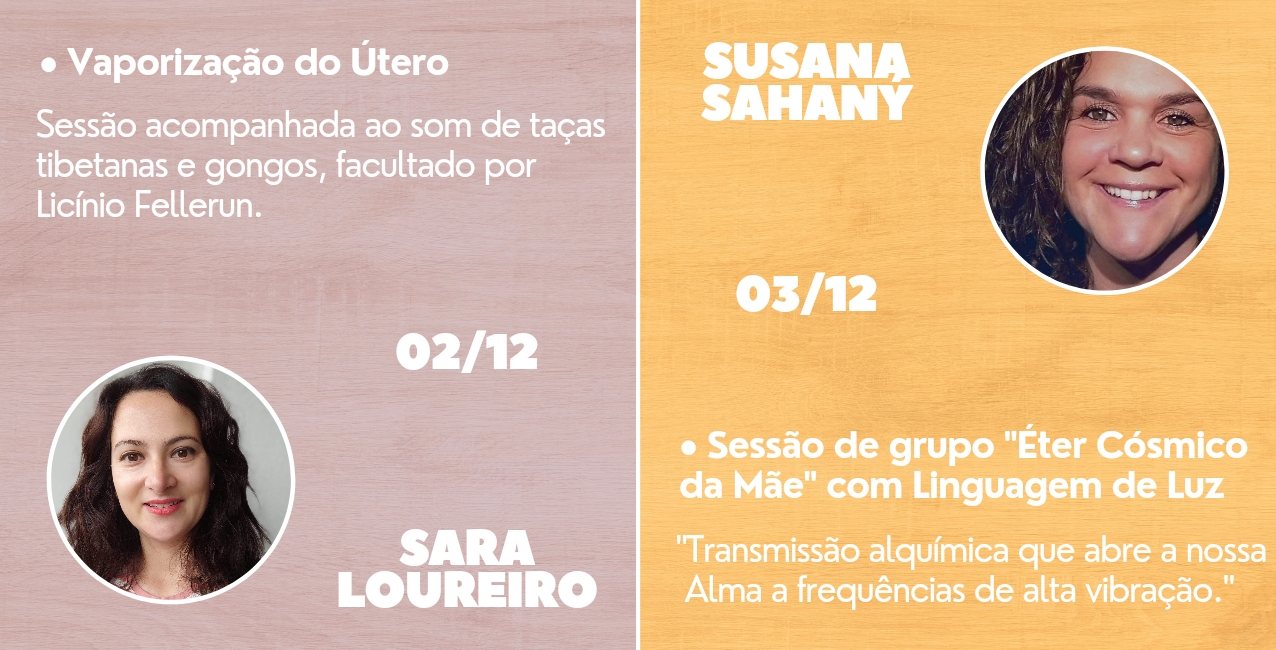 • Vaporização do Útero
Sessão acompanhada ao som de taças
tibetanas e gongos, facultado por
Licínio Fellerun.
02/12
SARA
LOUREIRO
SUSANA
SAHANÝ
03/12
• Sessão de grupo "Éter Cósmico
da Mãe" com Linguagem de Luz
"Transmissão alquímica que abre a nossa
Alma a frequências de alta vibração."